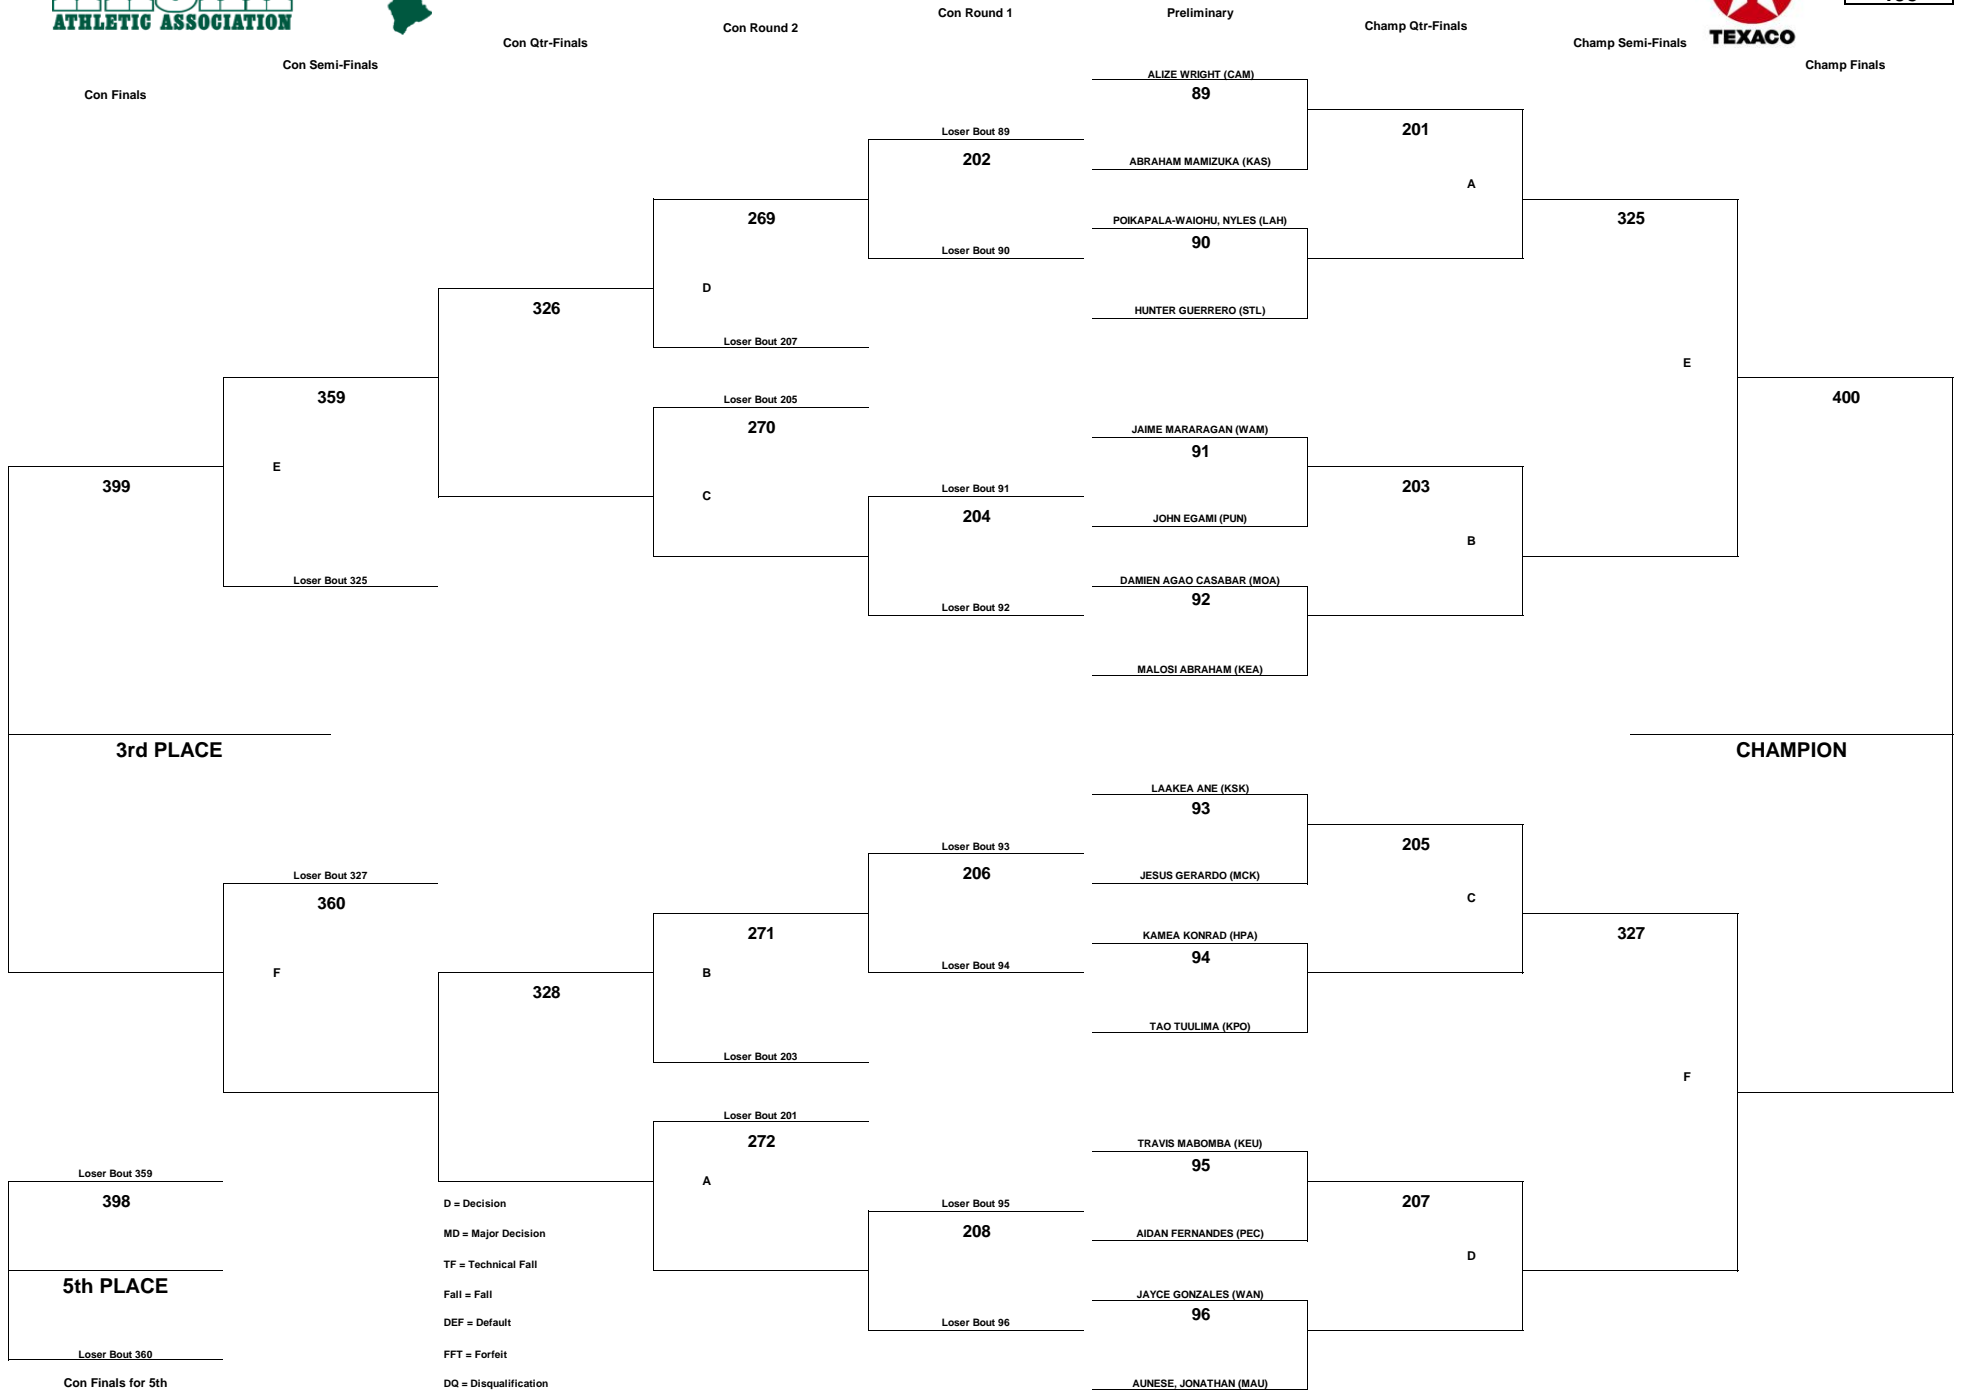 ATHLETIC ASSOCIATION
TEXACO
Con Round 1
Preliminary
Con Round 2
Champ Qtr-Finals
Con Qtr-Finals
Champ Semi-Finals
Con Semi-Finals
Champ Finals
Con Finals
ALIZE WRIGHT (CAM)
89
Loser Bout 89
201
202
ABRAHAM MAMIZUKA (KAS)
A
269
POIKAPALA-WAIOHU, NYLES (LAH)
325
90
Loser Bout 90
D
326
HUNTER GUERRERO (STL)
Loser Bout 207
E
359
Loser Bout 205
400
270
JAIME MARARAGAN (WAM)
91
E
399
Loser Bout 91
203
C
204
JOHN EGAMI (PUN)
B
Loser Bout 325
DAMIEN AGAO CASABAR (MOA)
92
Loser Bout 92
MALOSI ABRAHAM (KEA)
3rd PLACE
CHAMPION
LAAKEA ANE (KSK)
93
Loser Bout 93
205
Loser Bout 327
206
JESUS GERARDO (MCK)
360
C
271
KAMEA KONRAD (HPA)
327
94
F
B
Loser Bout 94
328
TAO TUULIMA (KPO)
Loser Bout 203
F
Loser Bout 201
272
TRAVIS MABOMBA (KEU)
95
Loser Bout 359
A
398
D = Decision
Loser Bout 95
207
208
MD = Major Decision
AIDAN FERNANDES (PEC)
D
TF = Technical Fall
5th PLACE
Fall = Fall
JAYCE GONZALES (WAN)
96
DEF = Default
Loser Bout 96
Loser Bout 360
FFT = Forfeit
Con Finals for 5th
DQ = Disqualification
AUNESE, JONATHAN (MAU)